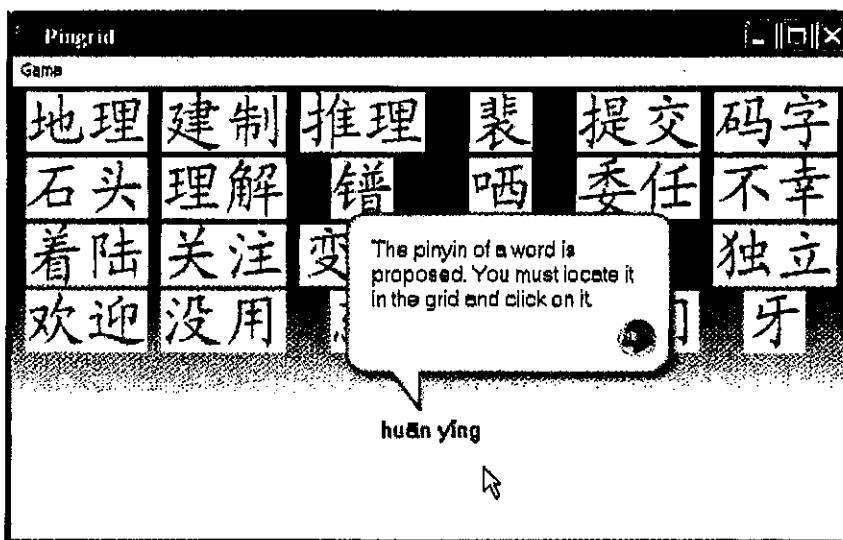 Pingrid
Game
地理 建制 推理 裴 提交 码字
石头 理解 镨 哂 委任 不幸
着陆 关注 变 独立
欢迎 没用 牙
The pinyin of a word is
proposed. You must locate it
in the grid and click on it.
huān yíng